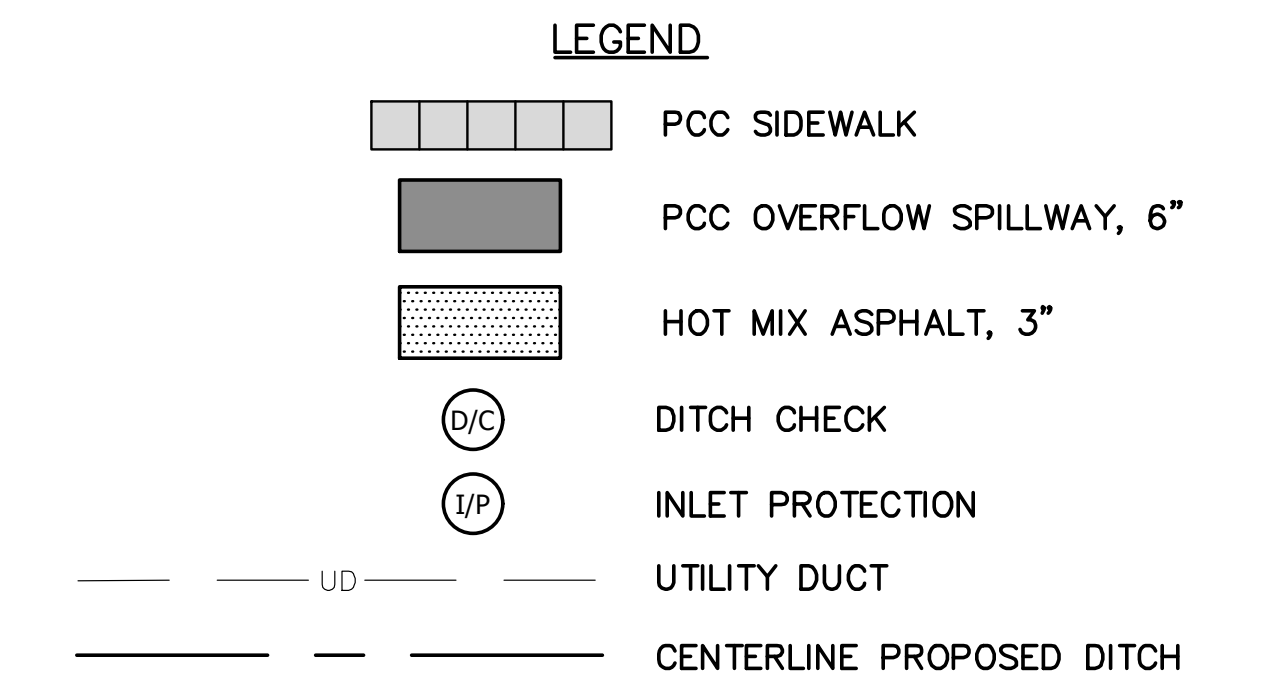 LEGEND
PCC SIDEWALK
PCC OVERFLOW SPILLWAY, 6”
HOT MIX ASPHALT, 3”
D/C DITCH CHECK
I/P INLET PROTECTION
UD UTILITY DUCT
CENTERLINE PROPOSED DITCH